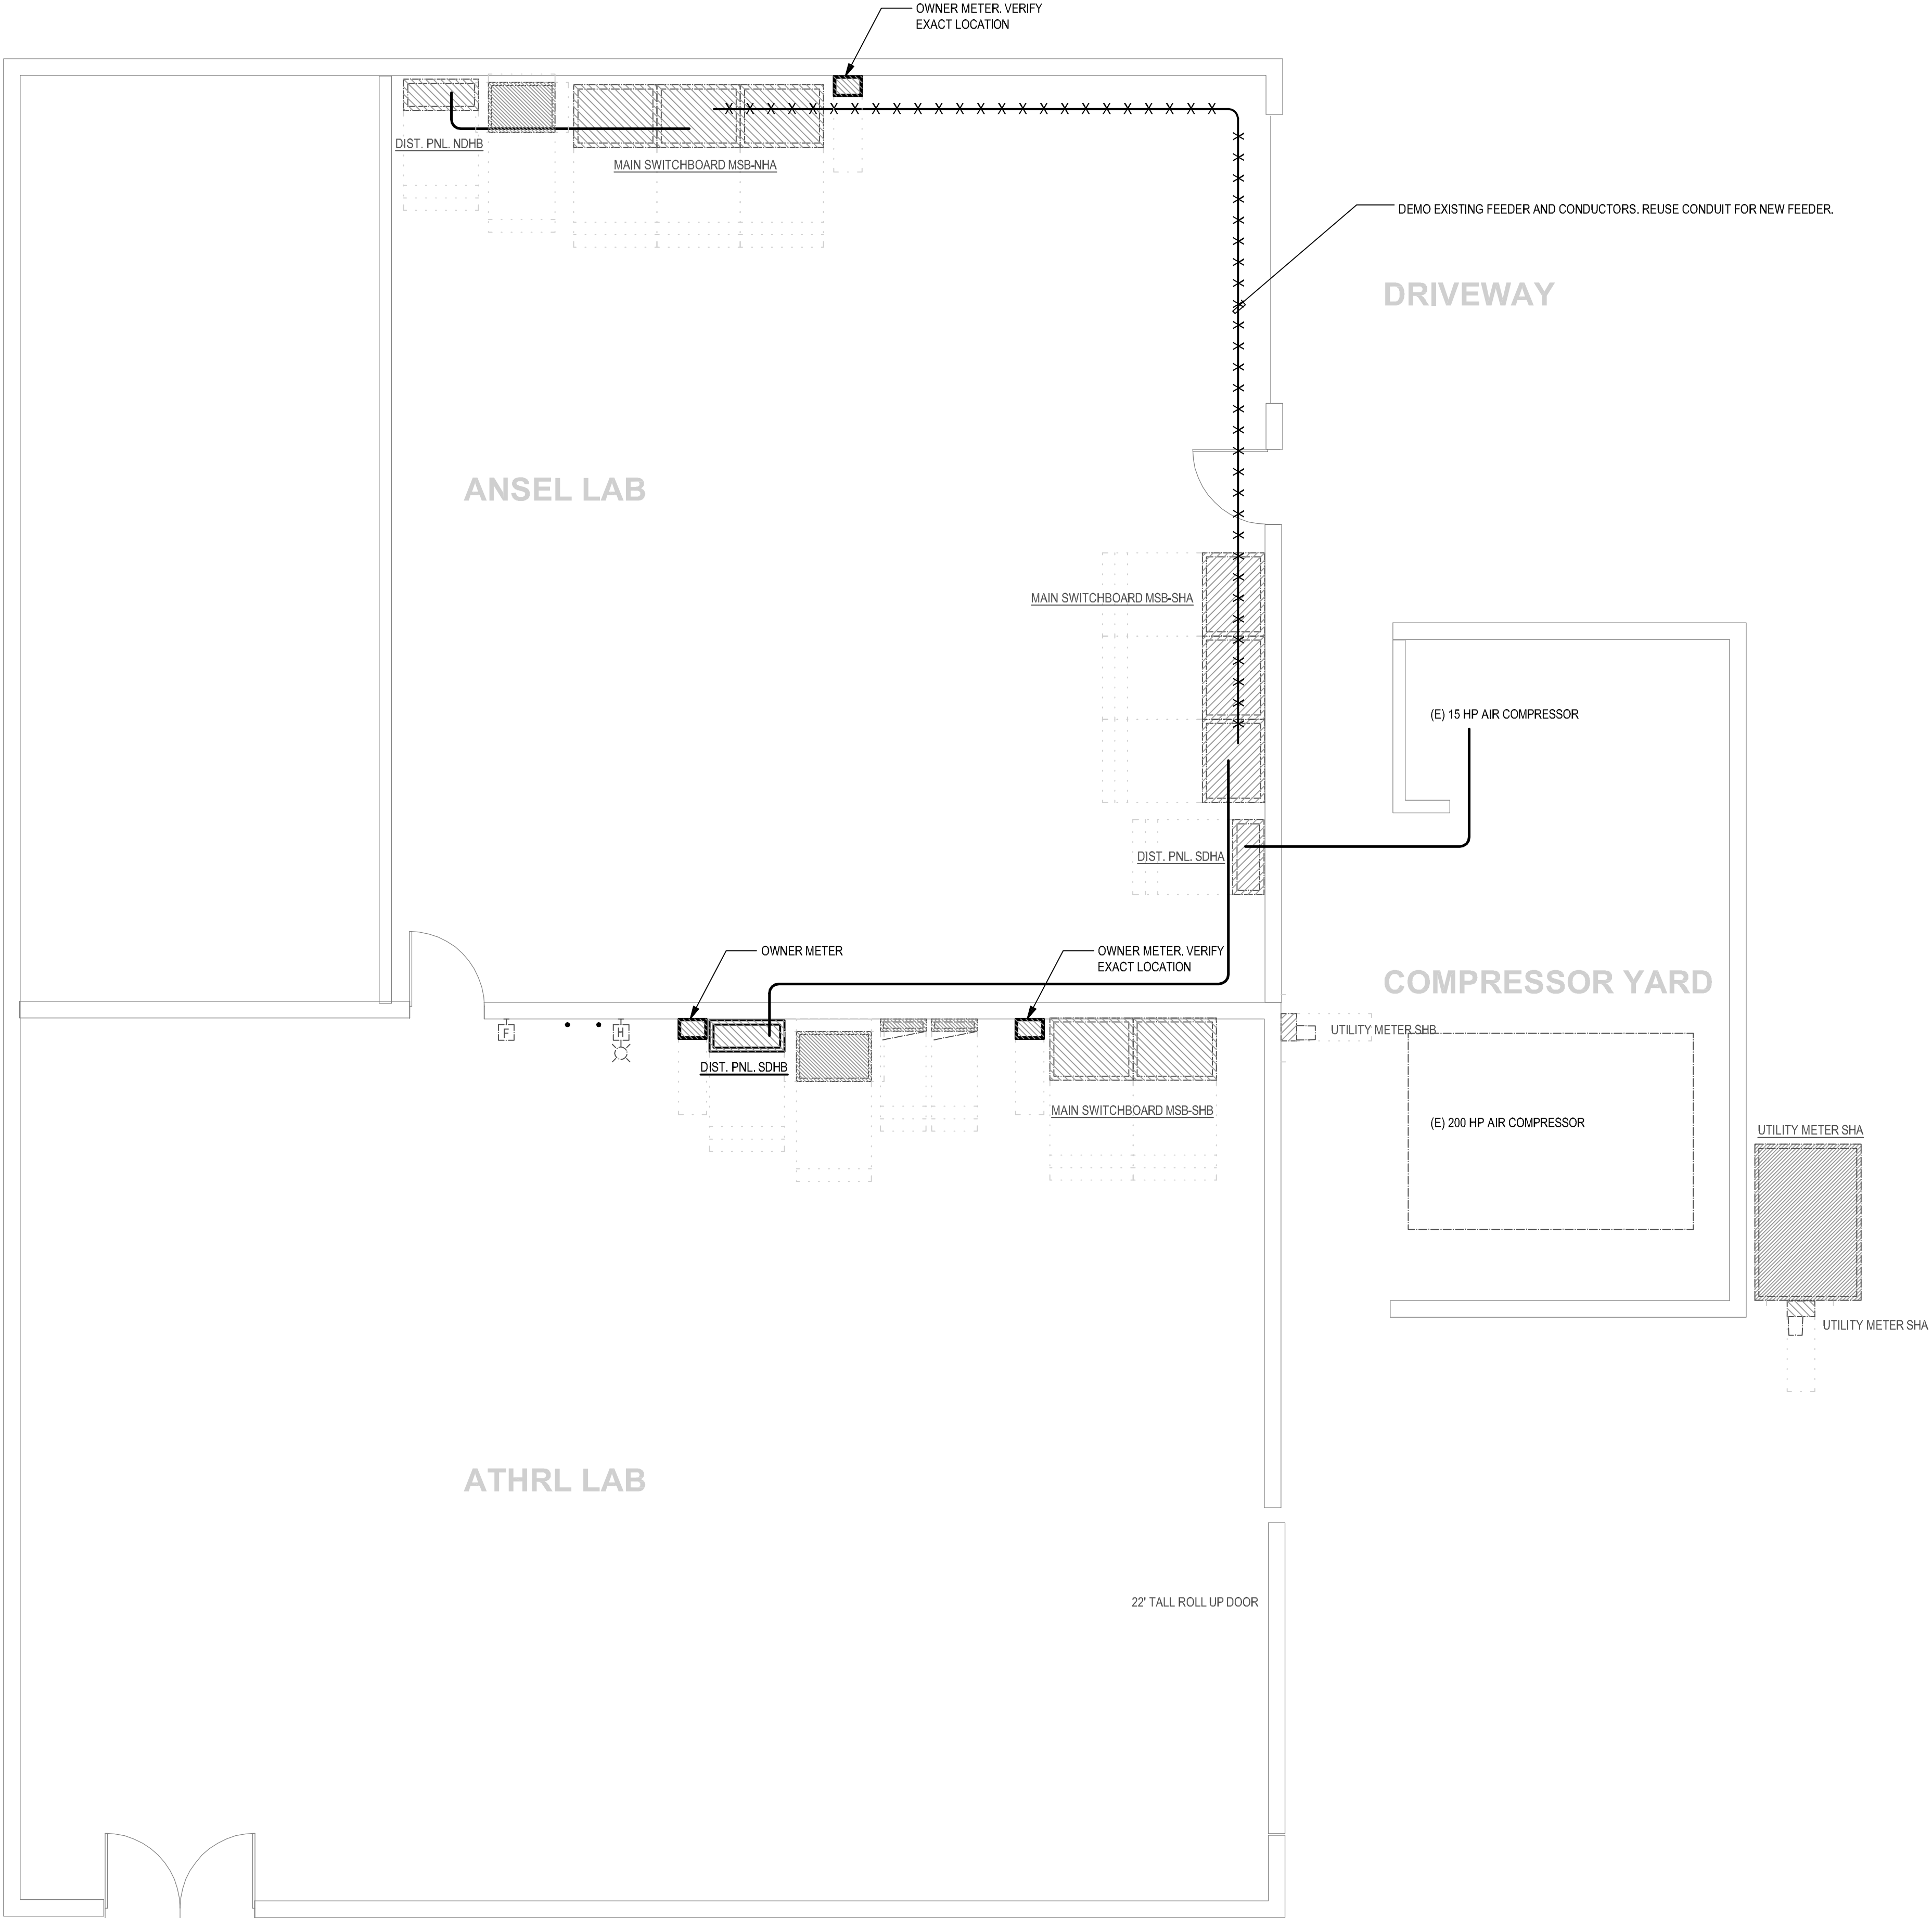 OWNER METER. VERIFY
EXACT LOCATION
DIST. PNL. NDHB
MAIN SWITCHBOARD MSB-NHA
DEMO EXISTING FEEDER AND CONDUCTORS. REUSE CONDUIT FOR NEW FEEDER.
DRIVEWAY
ANSEL LAB
MAIN SWITCHBOARD MSB-SHA
(E) 15 HP AIR COMPRESSOR
DIST. PNL. SDHA
OWNER METER
OWNER METER. VERIFY
EXACT LOCATION
COMPRESSOR YARD
F
H
UTILITY METER SHB
DIST. PNL. SDHB
MAIN SWITCHBOARD MSB-SHB
(E) 200 HP AIR COMPRESSOR
UTILITY METER SHA
UTILITY METER SHA
ATHRL LAB
22' TALL ROLL UP DOOR